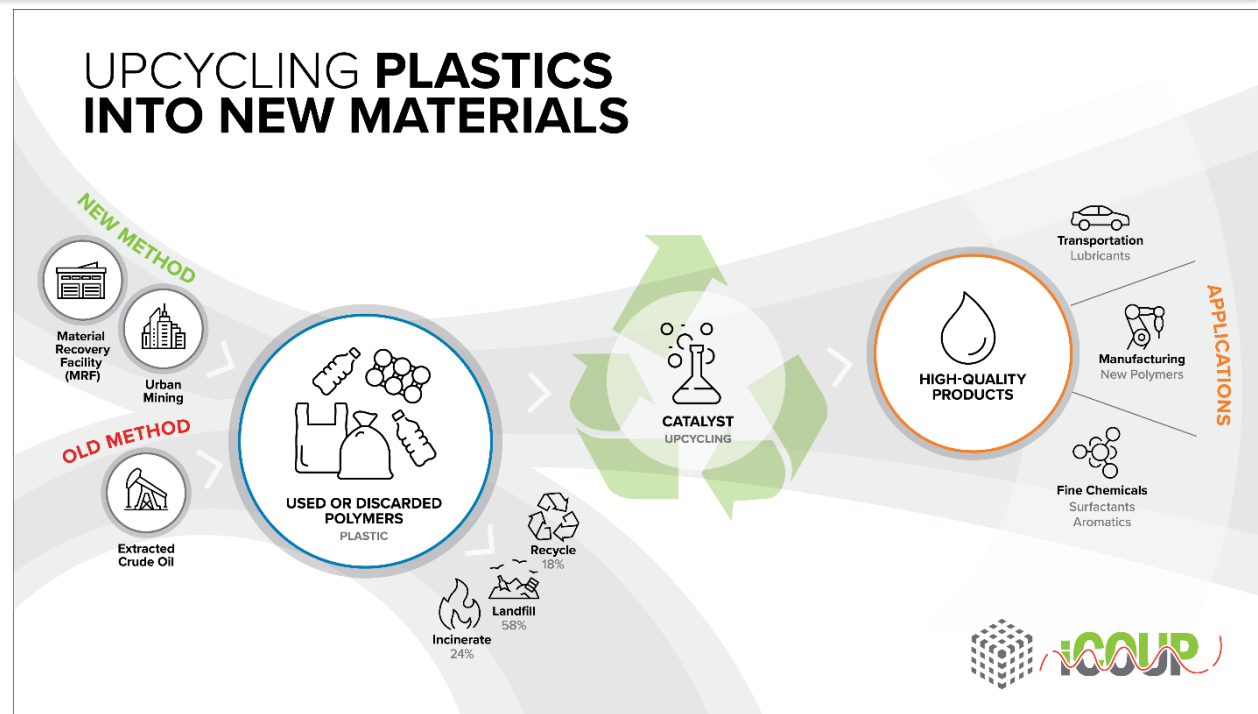 UPCYCLING PLASTICS
INTO NEW MATERIALS
NEW METHOD
Material
Recovery
Facility
(MRF)
Urban
Mining
OLD METHOD
Extracted
Crude Oil
USED OR DISCARDED
POLYMERS
PLASTIC
Recycle
18%
Landfill
58%
Incinerate
24%
CATALYST
UPCYCLING
HIGH-QUALITY
PRODUCTS
Transportation
Lubricants
Manufacturing
New Polymers
Fine Chemicals
Surfactants
Aromatics
APPLICATIONS
iCOUP